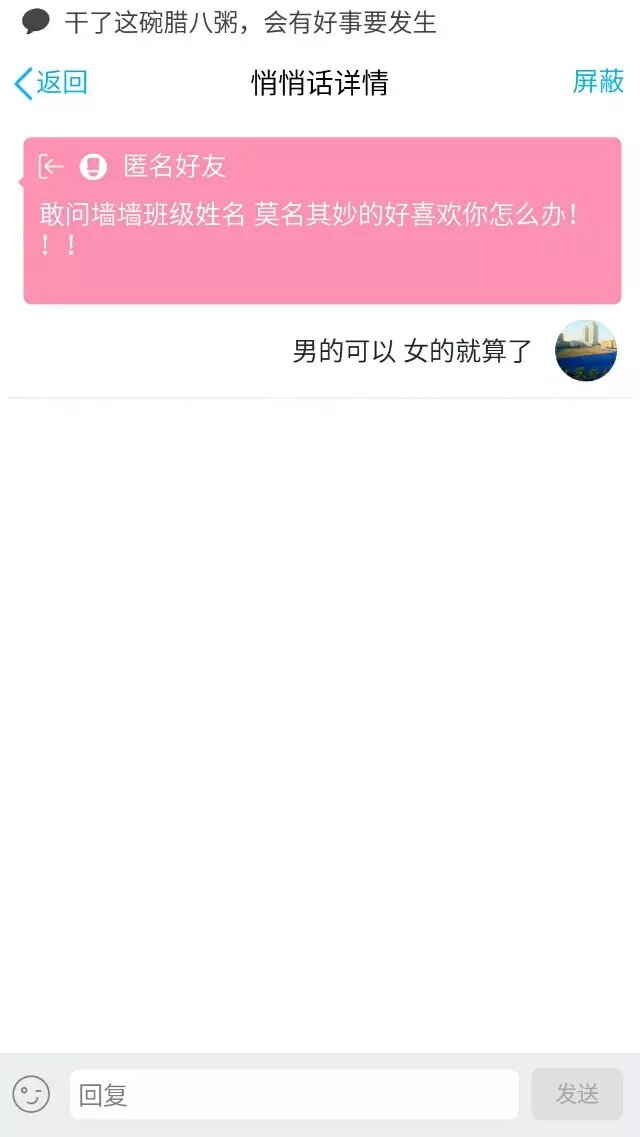 干了这碗腊八粥，会有好事要发生
返回
悄悄话详情
屏蔽
匿名好友
敢问墙墙班级姓名 莫名其妙的好喜欢你怎么办！
！！
男的可以 女的就算了
回复
发送